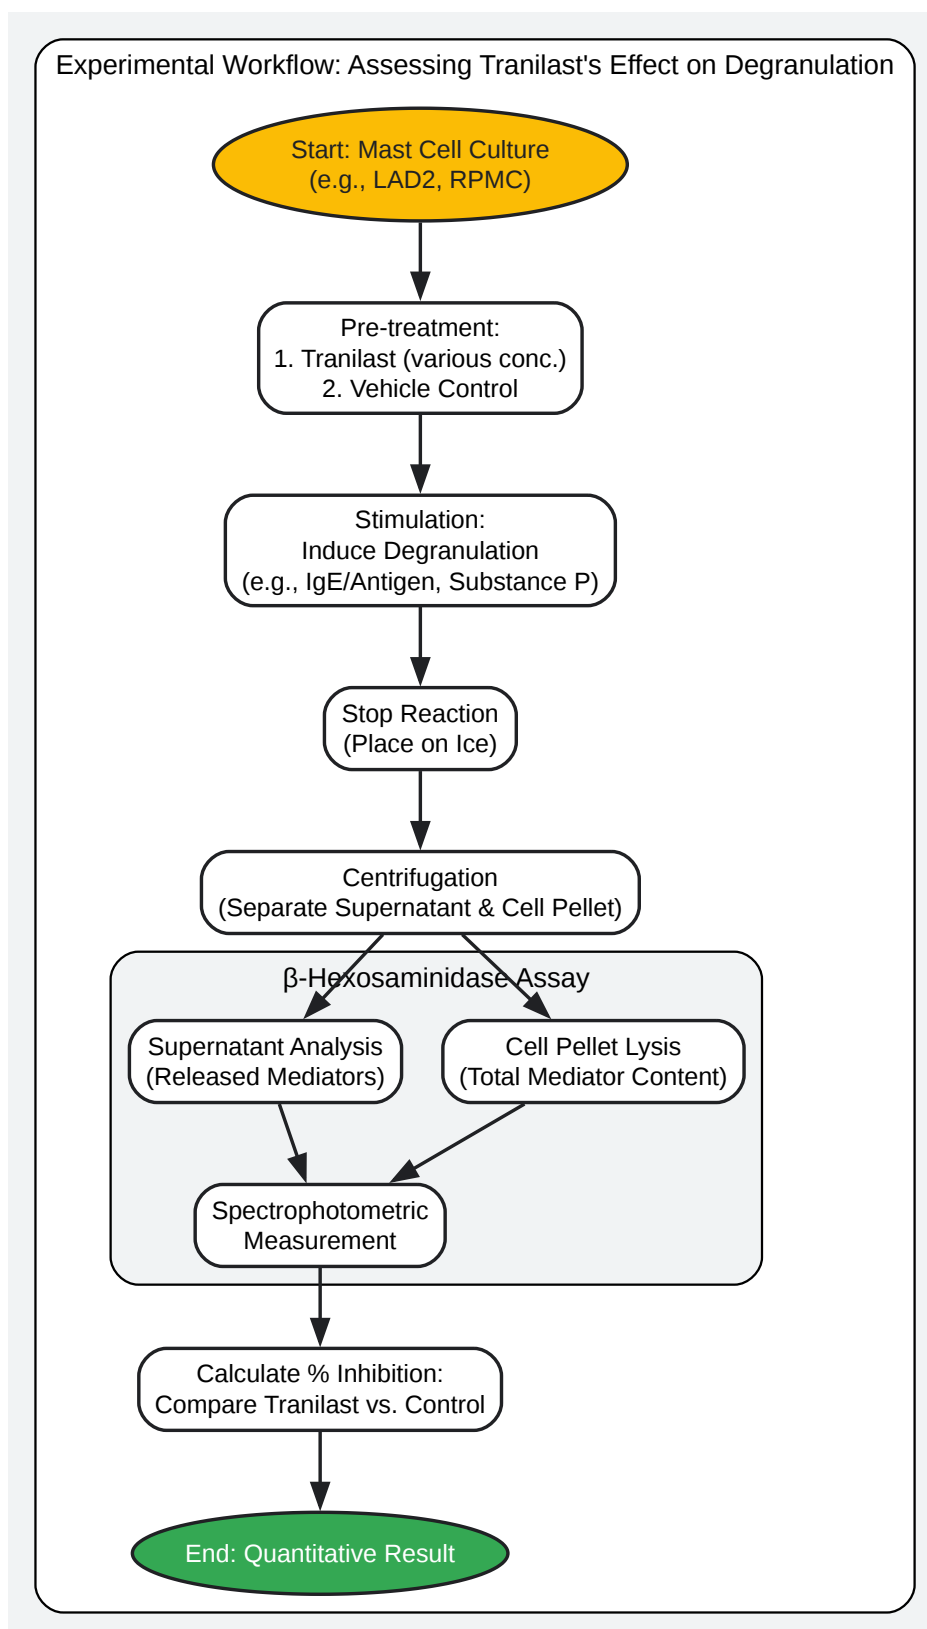 Experimental Workflow: Assessing Tranilast's Effect on Degranulation
Start: Mast Cell Culture
(e.g., LAD2, RPMC)
Pre-treatment:
1. Tranilast (various conc.)
2. Vehicle Control
Stimulation:
Induce Degranulation
(e.g., IgE/Antigen, Substance P)
Stop Reaction
(Place on Ice)
Centrifugation
(Separate Supernatant & Cell Pellet)
β-Hexosaminidase Assay
Supernatant Analysis
(Released Mediators)
Cell Pellet Lysis
(Total Mediator Content)
Spectrophotometric
Measurement
Calculate % Inhibition:
Compare Tranilast vs. Control
End: Quantitative Result